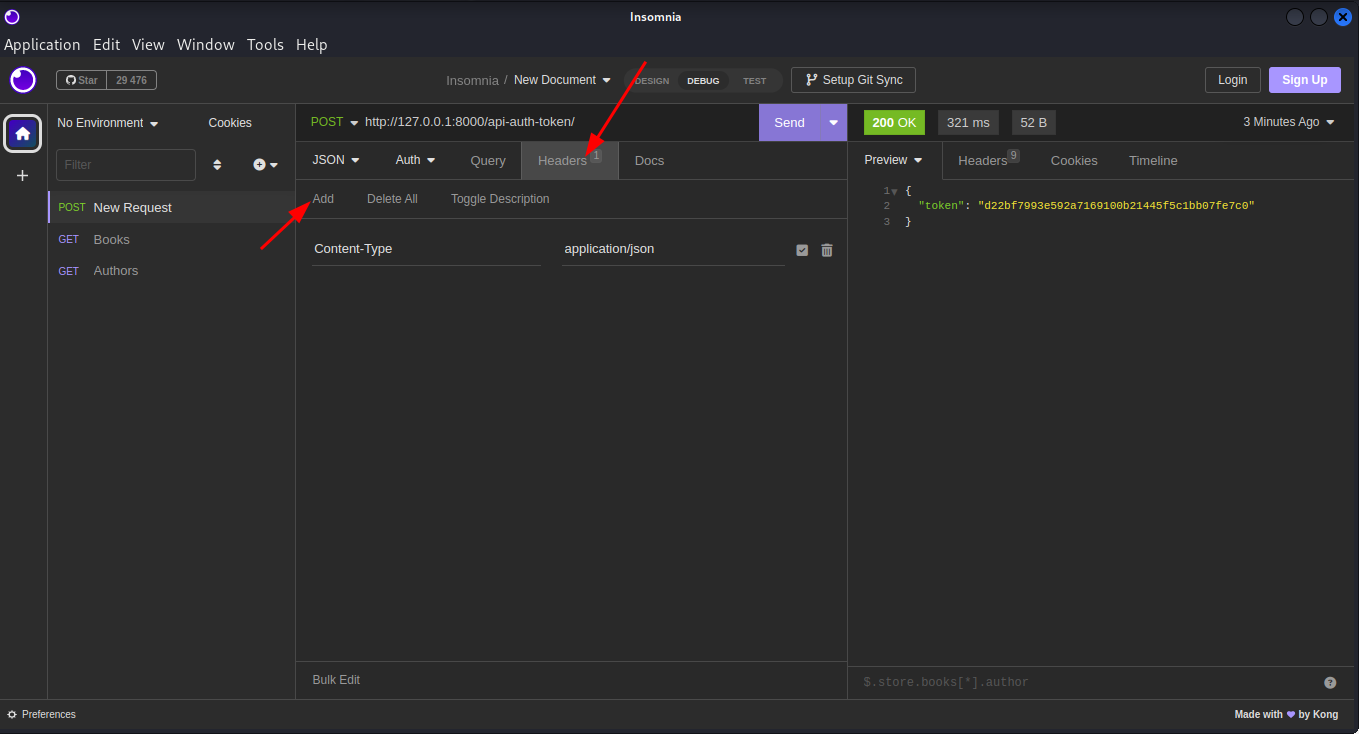 Insomnia
Application Edit View Window Tools Help
Star 29 476
Insomnia / New Document
DESIGN DEBUG TEST
Setup Git Sync
Login Sign Up
No Environment Cookies
Filter
POST New Request
GET Books
GET Authors
POST http://127.0.0.1:8000/api-auth-token/ Send
JSON Auth Query Headers 1 Docs
Add Delete All Toggle Description
Content-Type application/json
Bulk Edit
200 OK 321 ms 52 B 3 Minutes Ago
Preview Headers 9 Cookies Timeline
1 {
2 "token": "d22bf7993e592a7169100b21445f5c1bb07fe7c0"
3 }
$.store.books[*].author ?
Preferences
Made with ❤ by Kong